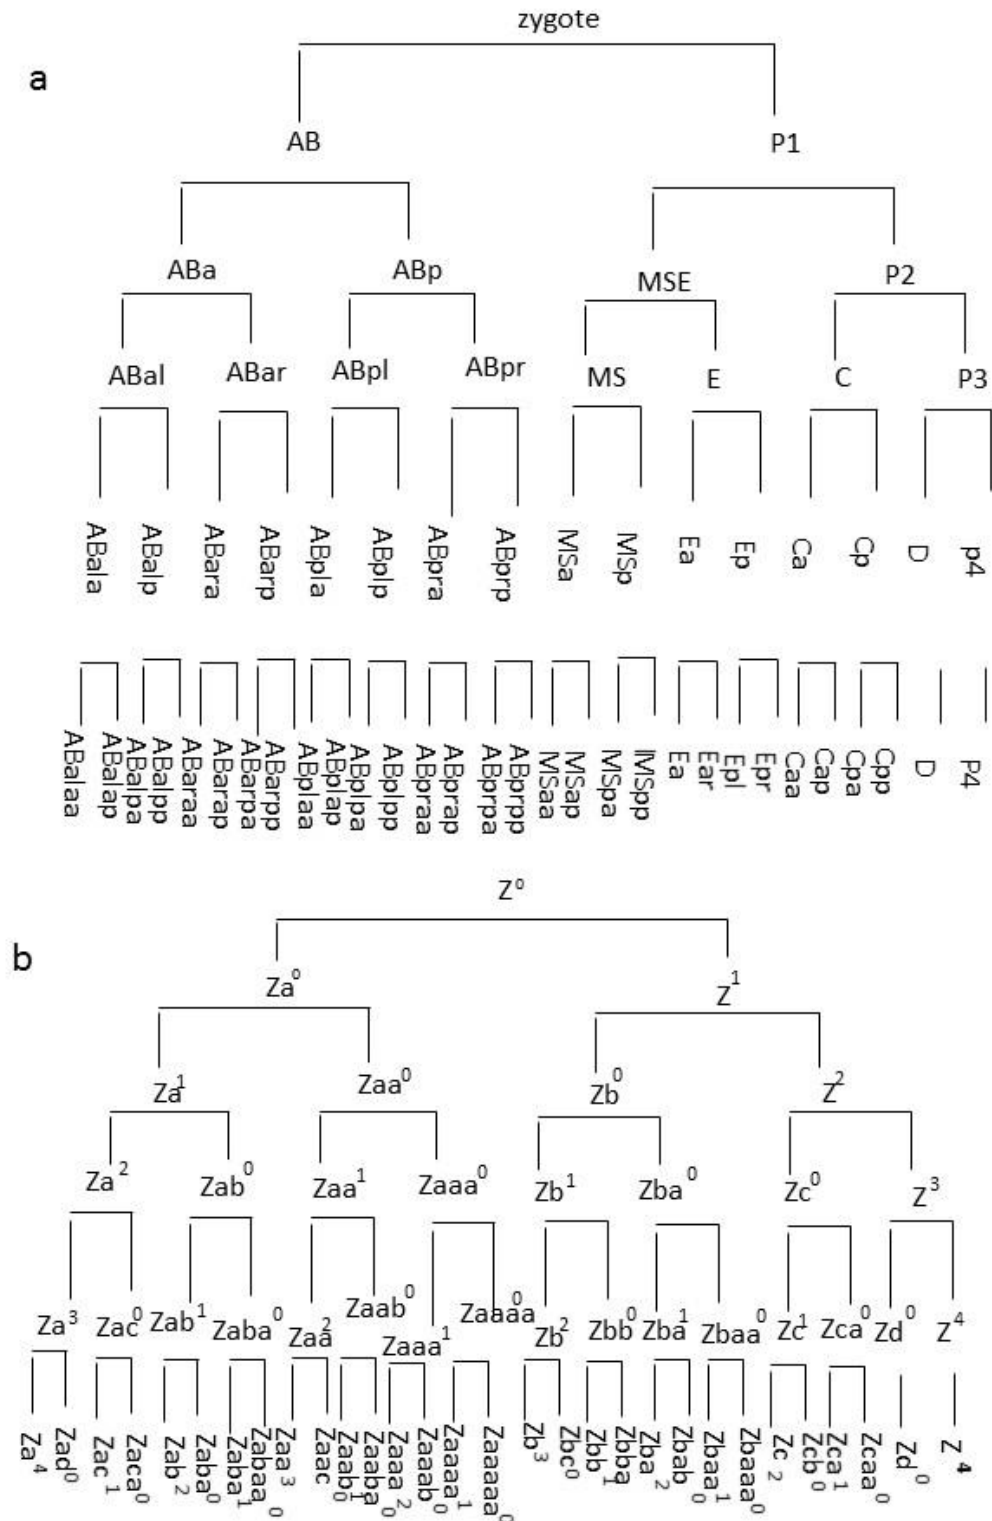 zygote
a
AB P1
ABa ABp MSE P2
ABal ABar ABpl ABpr MS E C P3
ABala ABalp ABara ABarp ABpla ABplp ABpra ABprp MSa MSp Ea Ep Ca Cp D p4
ABalaa ABalap ABalpa ABalpp ABaraa ABarap ABarpa ABarpp ABplaa ABplap ABplpa ABplpp ABpraa ABprap ABprpa ABprpp MSaa MSap MSpa MSpp Ea Ear Epl Epr Caa Cap Cpa Cpp D P4
Z⁰
b
Za⁰ Z¹
Za¹ Zaa⁰ Zb⁰ Z²
Za² Zab⁰ Zaa¹ Zaaa⁰ Zb¹ Zba⁰ Zc⁰ Z³
Za³ Zac⁰ Zab¹ Zaba⁰ Zaa² Zaab⁰ Zaaa¹ Zaaaa⁰ Zb² Zbb⁰ Zba¹ Zbaa⁰ Zc¹ Zca⁰ Zd⁰ Z⁴
Za⁴ Zad⁰ Zac¹ Zaca⁰ Zab² Zaba⁰ Zaba¹ Zabaa⁰ Zaa³ Zaac⁰ Zaab¹ Zaaba⁰ Zaaa² Zaaab⁰ Zaaaa¹ Zaaaaa⁰ Zb³ Zbc⁰ Zbb¹ Zbba⁰ Zba² Zbab⁰ Zbaa¹ Zbaaa⁰ Zc² Zcb⁰ Zca¹ Zcaa⁰ Zd⁰ Z⁴